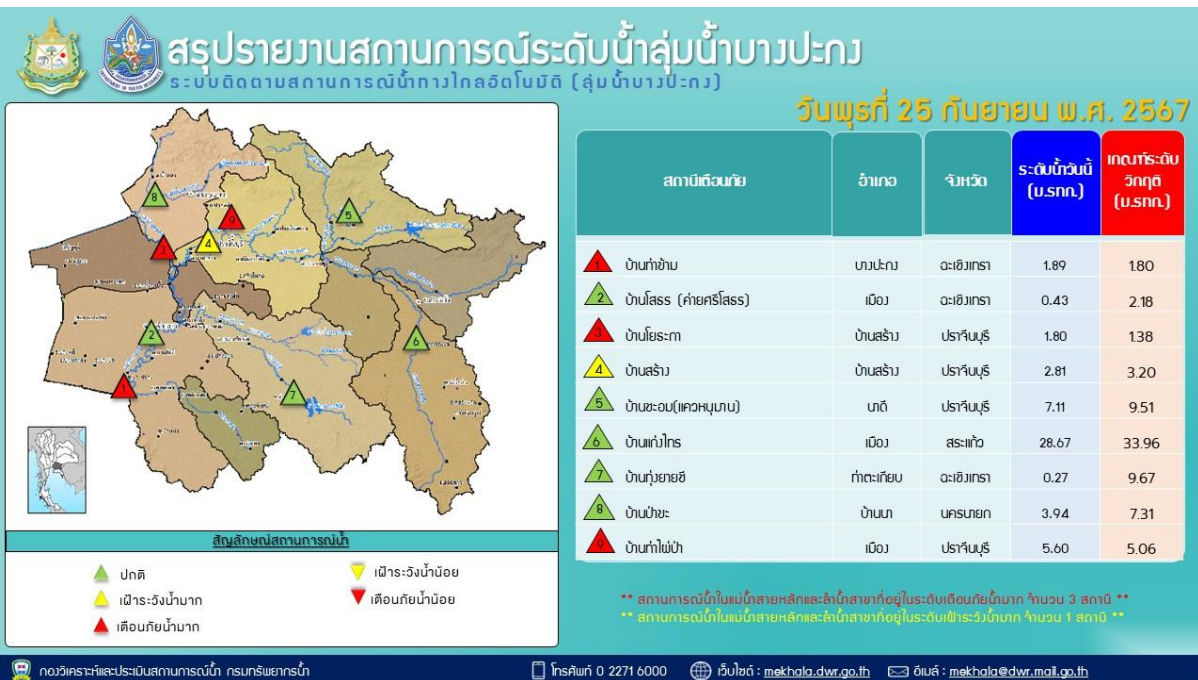 สรุปรายงานสถานการณ์ระดับน้ำลุ่มน้ำบางปะกง
ระบบติดตามสถานการณ์น้ำทางไกลอัตโนมัติ (ลุ่มน้ำบางปะกง)
วันพุธที่ 25 กันยายน พ.ศ. 2567
สถานีเตือนภัย อำเภอ จังหวัด ระดับน้ำวันนี้ (ม.รทก.) เกณฑ์ระดับวิกฤติ (ม.รทก.)
1 บ้านท่าข้าม บางปะกง ฉะเชิงเทรา 1.89 1.80
2 บ้านโสธร (ค่ายศรีโสธร) เมือง ฉะเชิงเทรา 0.43 2.18
3 บ้านโยธะกา บ้านสร้าง ปราจีนบุรี 1.80 1.38
4 บ้านสร้าง บ้านสร้าง ปราจีนบุรี 2.81 3.20
5 บ้านชะอม(แควหนุมาน) นาดี ปราจีนบุรี 7.11 9.51
6 บ้านแก่งไทร เมือง สระแก้ว 28.67 33.96
7 บ้านทุ่งยายชี ท่าตะเกียบ ฉะเชิงเทรา 0.27 9.67
8 บ้านป่าขะ บ้านนา นครนายก 3.94 7.31
9 บ้านท่าไผ่ป่า เมือง ปราจีนบุรี 5.60 5.06
8
9
5
3
4
2
6
1
7
สัญลักษณ์สถานการณ์น้ำ
ปกติ
เฝ้าระวังน้ำมาก
เตือนภัยน้ำมาก
เฝ้าระวังน้ำน้อย
เตือนภัยน้ำน้อย
** สถานการณ์น้ำในแม่น้ำสายหลักและลำน้ำสาขาที่อยู่ในระดับเตือนภัยน้ำมาก จำนวน 3 สถานี **
** สถานการณ์น้ำในแม่น้ำสายหลักและลำน้ำสาขาที่อยู่ในระดับเฝ้าระวังน้ำมาก จำนวน 1 สถานี **
กองวิเคราะห์และประเมินสถานการณ์น้ำ กรมทรัพยากรน้ำ
โทรศัพท์ 0 2271 6000
เว็บไซต์ : mekhala.dwr.go.th
อีเมล์ : mekhala@dwr.mail.go.th